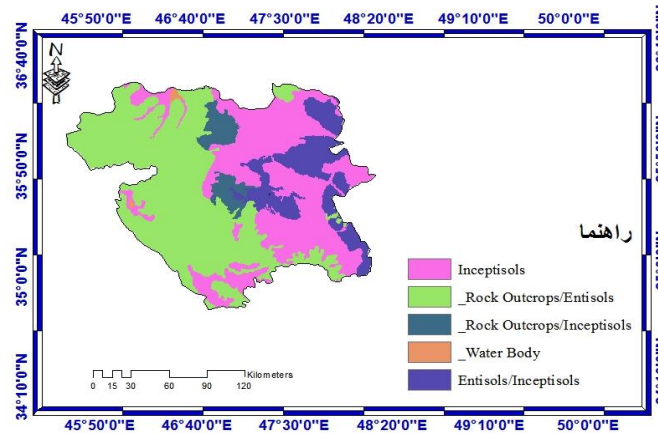 45°50'0"E 46°40'0"E 47°30'0"E 48°20'0"E 49°10'0"E 50°0'0"E
36°40'0"N
35°50'0"N
35°0'0"N
34°10'0"N
N
راهنما
Inceptisols
_Rock Outcrops/Entisols
_Rock Outcrops/Inceptisols
_Water Body
Entisols/Inceptisols
Kilometers
0 15 30 60 90 120
45°50'0"E 46°40'0"E 47°30'0"E 48°20'0"E 49°10'0"E 50°0'0"E